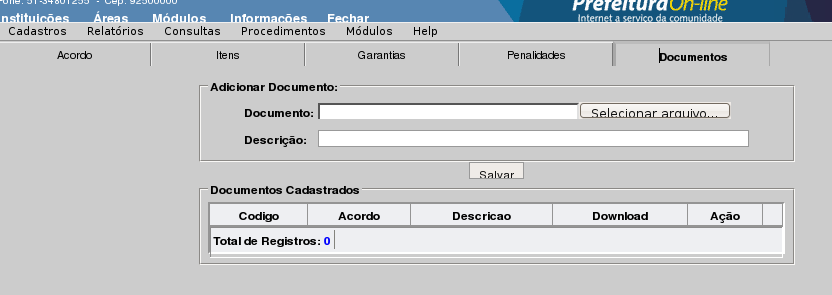 Fone: 51-34801255 - Cep: 92500000
PrefeituraOn-line
Internet a serviço da comunidade
Instituições Áreas Módulos Informações Fechar
Cadastros Relatórios Consultas Procedimentos Módulos Help
Acordo Itens Garantias Penalidades Documentos
Adicionar Documento:
Documento: Selecionar arquivo...
Descrição:
Salvar
Documentos Cadastrados
Codigo Acordo Descricao Download Ação
Total de Registros: 0